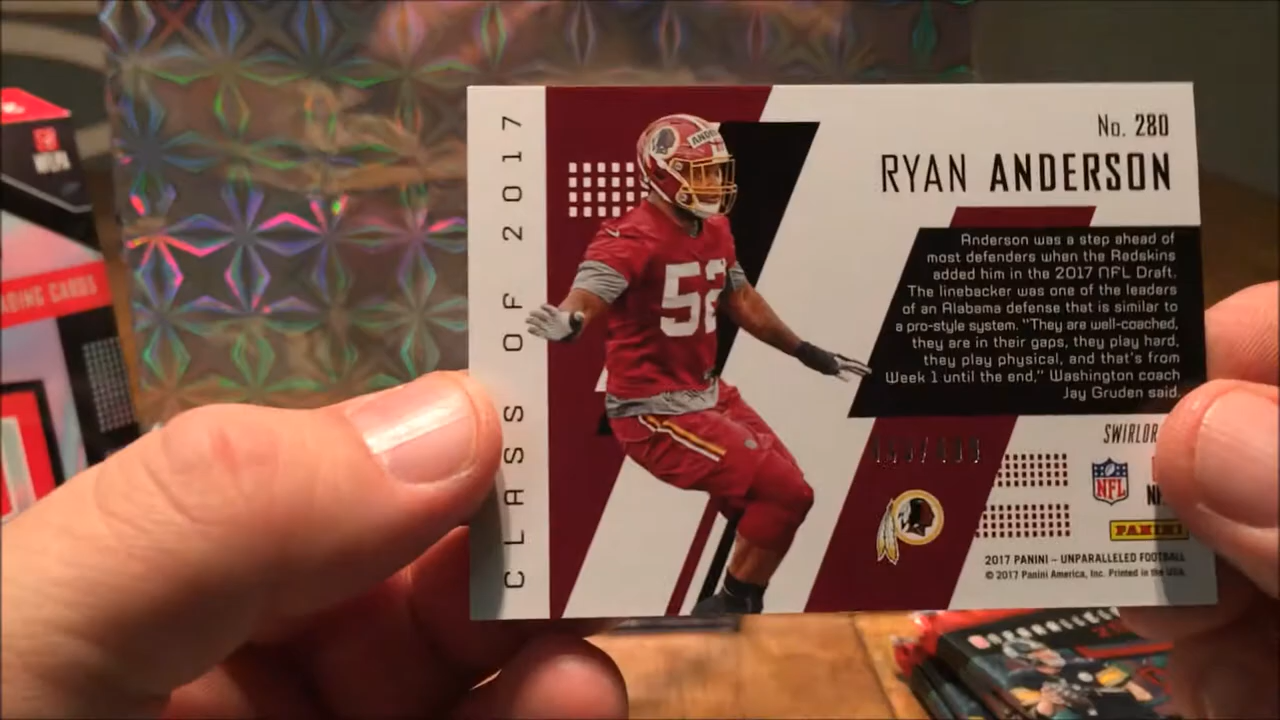 CLASS OF 2017
No. 280
RYAN ANDERSON
Anderson was a step ahead of
most defenders when the Redskins
added him in the 2017 NFL Draft.
The linebacker was one of the leaders
of an Alabama defense that is similar to
a pro-style system. "They are well-coached,
they are in their gaps, they play hard,
they play physical, and that's from
Week 1 until the end," Washington coach
Jay Gruden said.
52
NFL
PANINI
2017 PANINI – UNPARALLELED FOOTBALL
© 2017 Panini America, Inc. Printed in the USA.
CARDS